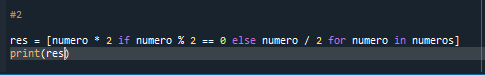 #2
res = [numero * 2 if numero % 2 == 0 else numero / 2 for numero in numeros]
print(res)